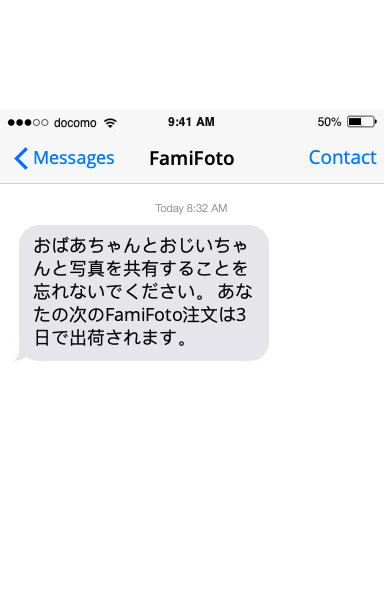 docomo 9:41 AM 50%
Messages FamiFoto Contact
Today 8:32 AM
おばあちゃんとおじいちゃ
んと写真を共有することを
忘れないでください。 あな
たの次のFamiFoto注文は3
日で出荷されます。